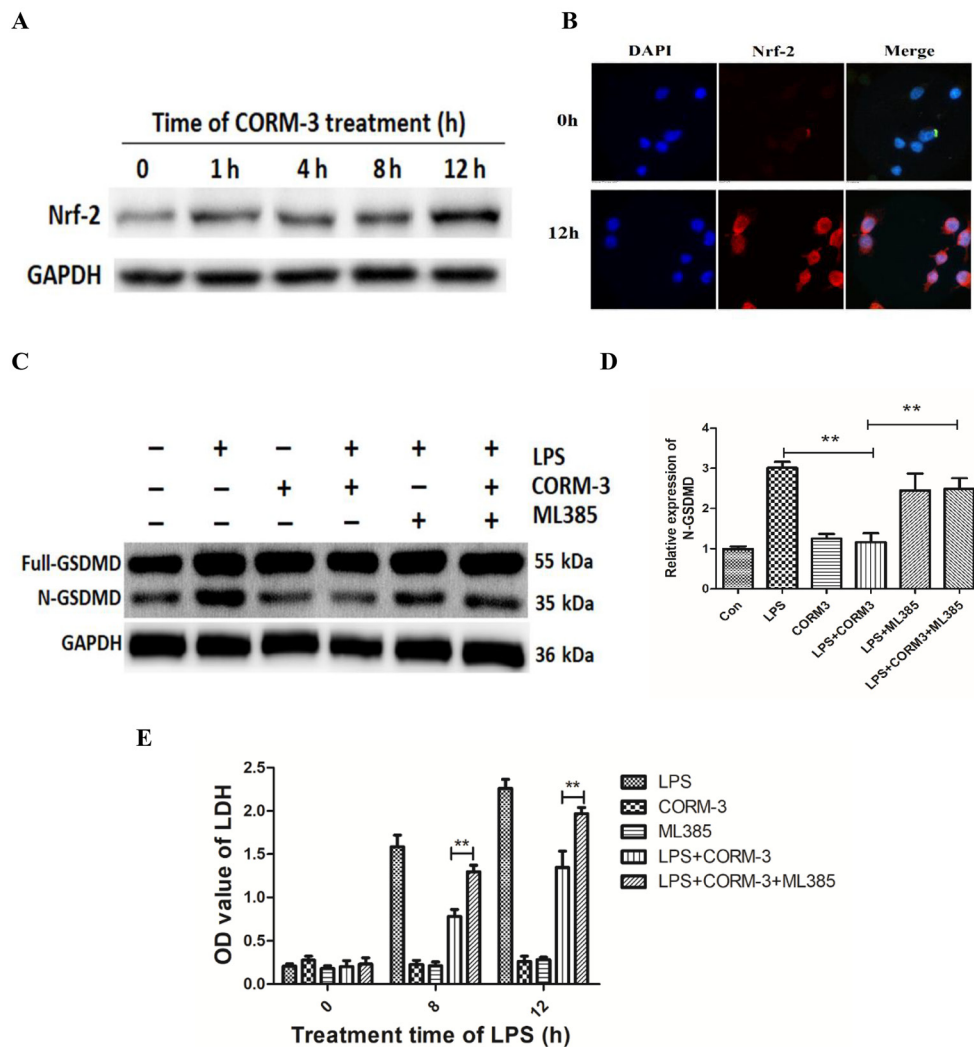 A
Time of CORM-3 treatment (h)
0 1 h 4 h 8 h 12 h
Nrf-2
GAPDH
B
DAPI Nrf-2 Merge
0h
12h
C
– + – + + + LPS
– – + + – + CORM-3
– – – – + + ML385
Full-GSDMD 55 kDa
N-GSDMD 35 kDa
GAPDH 36 kDa
D
Relative expression of
N-GSDMD
4
3
2
1
0
** **
Con LPS CORM3 LPS+CORM3 LPS+ML385 LPS+CORM3+ML385
E
OD value of LDH
2.5
2.0
1.5
1.0
0.5
0.0
** **
0 8 12
Treatment time of LPS (h)
LPS
CORM-3
ML385
LPS+CORM-3
LPS+CORM-3+ML385